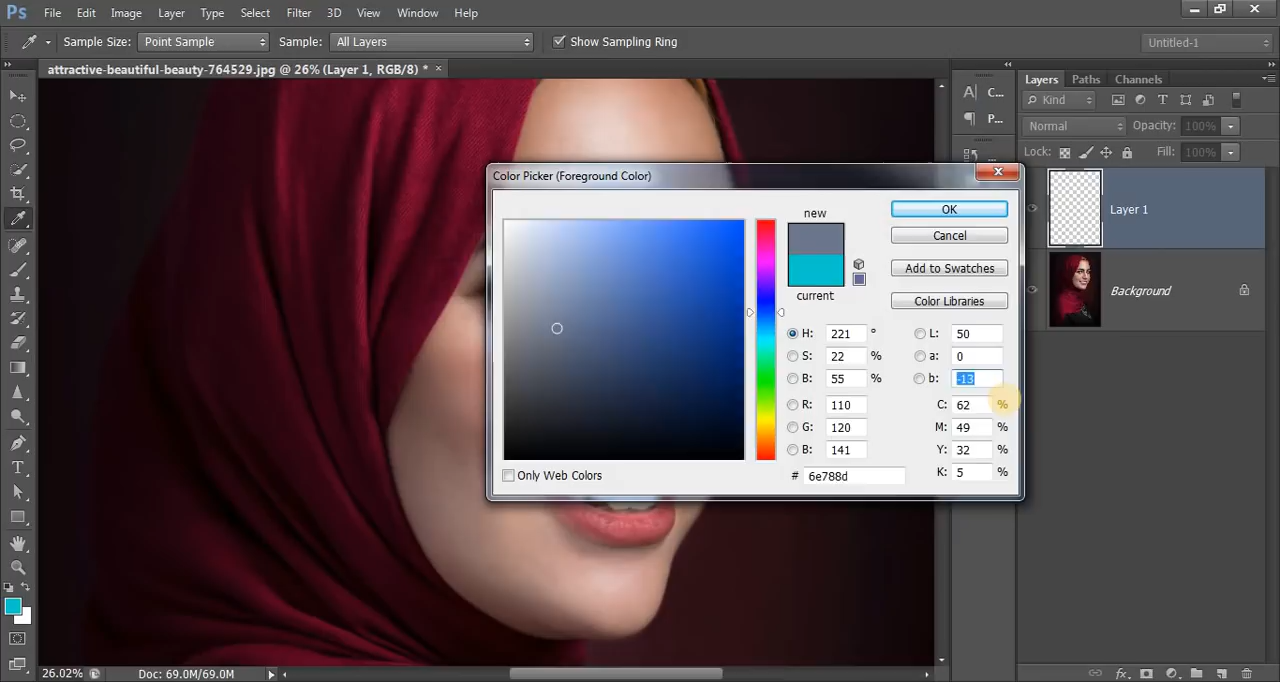 Ps File Edit Image Layer Type Select Filter 3D View Window Help
Sample Size: Point Sample Sample: All Layers Show Sampling Ring Untitled-1
attractive-beautiful-beauty-764529.jpg @ 26% (Layer 1, RGB/8) * ×
Layers Paths Channels
A C...
Kind
P...
Normal Opacity: 100%
Lock: Fill: 100%
Color Picker (Foreground Color)
new
OK
Cancel
Add to Swatches
current
Color Libraries
H: 221 °
S: 22 %
B: 55 %
R: 110
G: 120
B: 141
# 6e788d
L: 50
a: 0
b: -13
C: 62 %
M: 49 %
Y: 32 %
K: 5 %
Only Web Colors
Layer 1
Background
T
26.02% Doc: 69.0M/69.0M
fx